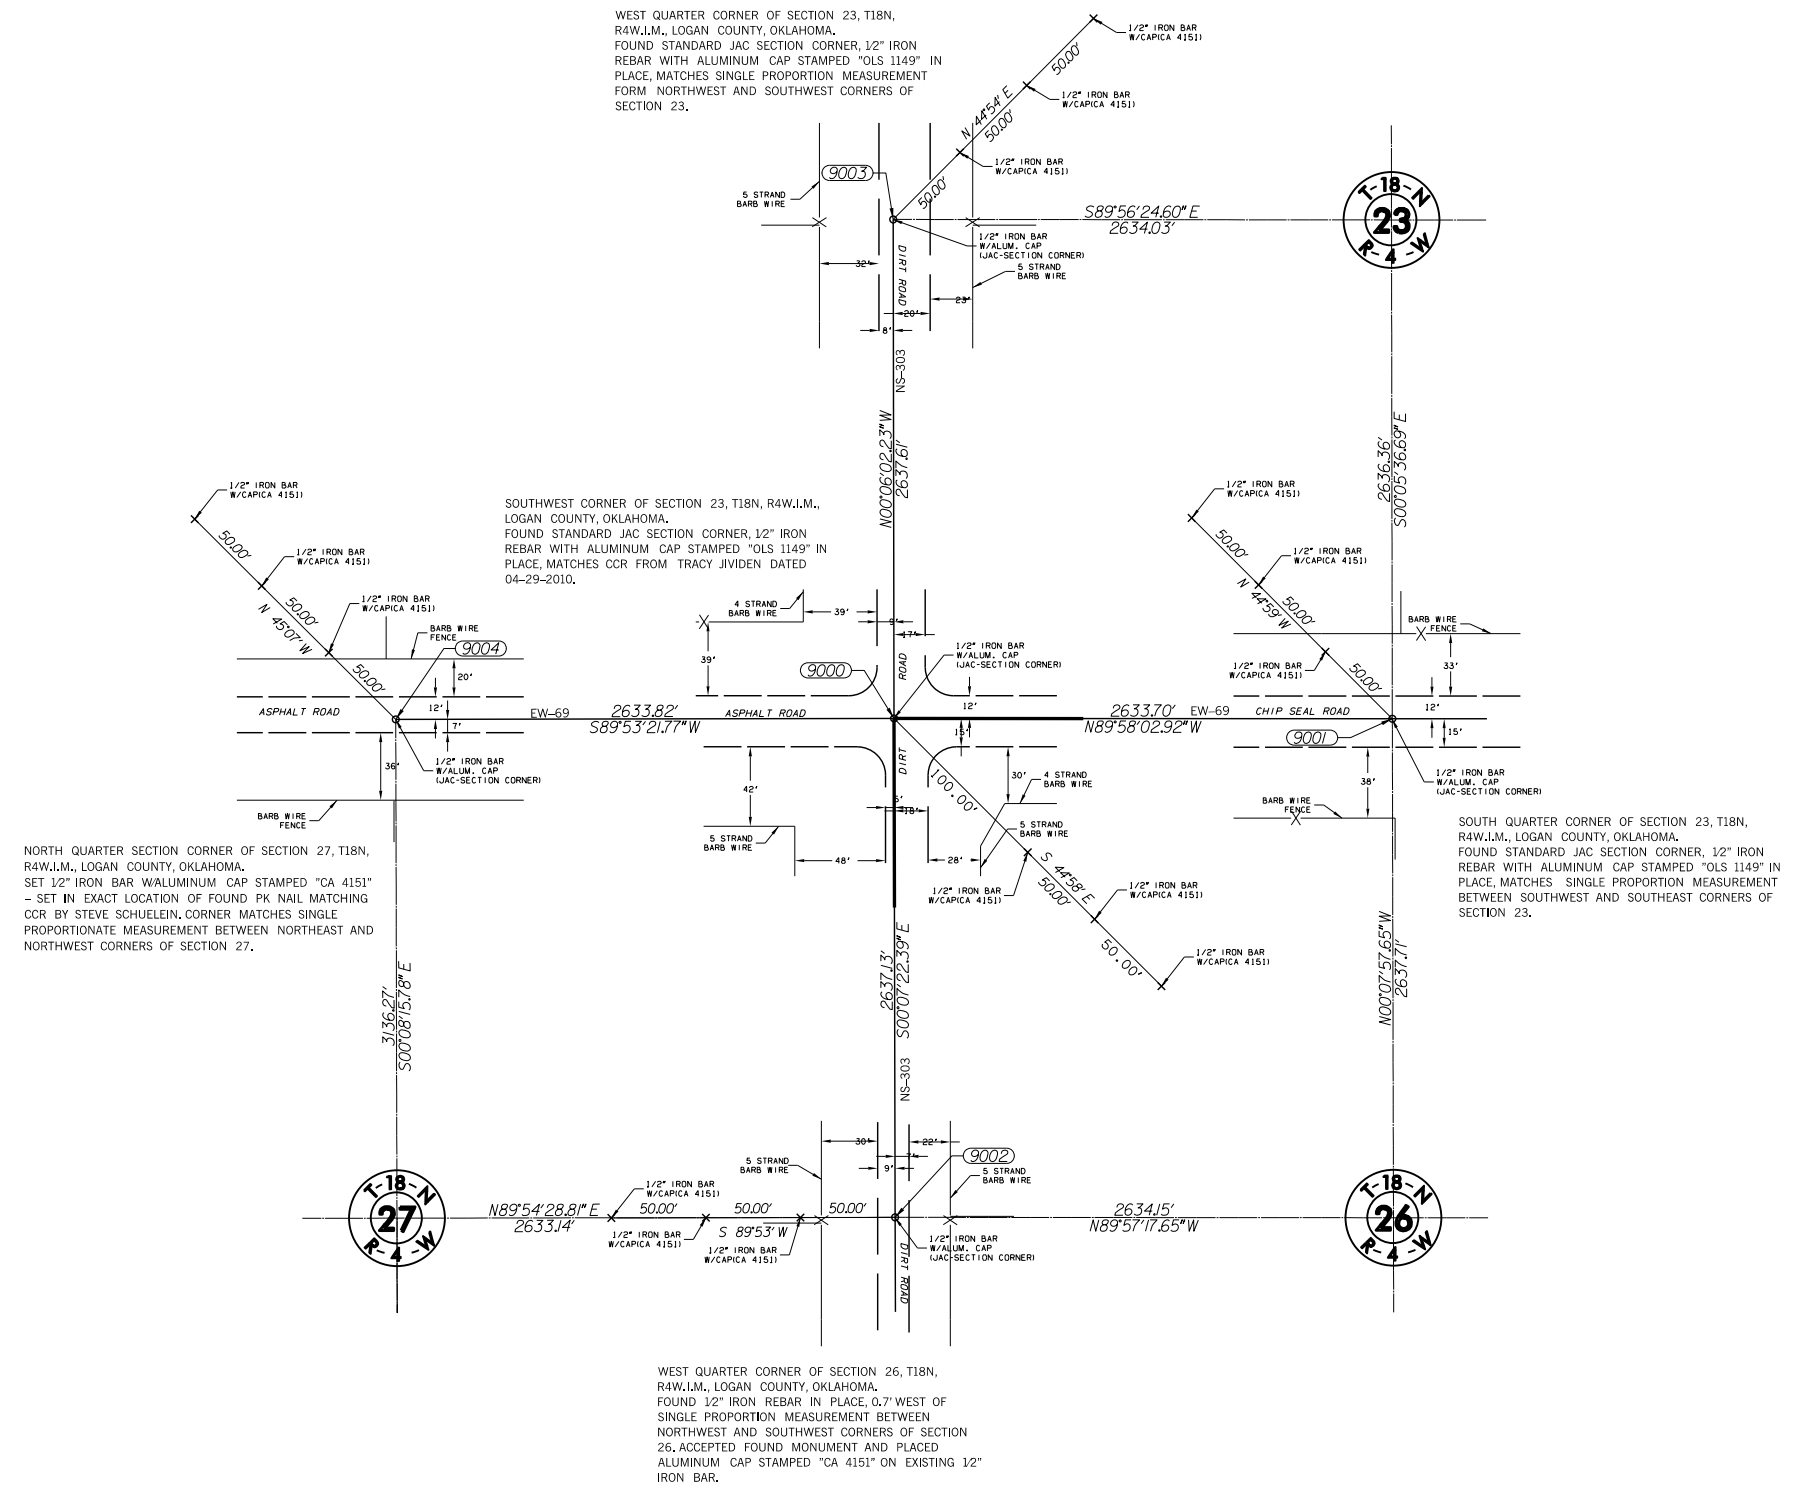 WEST QUARTER CORNER OF SECTION 23, T18N,
R4W.I.M., LOGAN COUNTY, OKLAHOMA.
FOUND STANDARD JAC SECTION CORNER, 1/2" IRON
REBAR WITH ALUMINUM CAP STAMPED "OLS 1149" IN
PLACE, MATCHES SINGLE PROPORTION MEASUREMENT
FORM NORTHWEST AND SOUTHWEST CORNERS OF
SECTION 23.
1/2" IRON BAR
W/CAP(CA 4151)
50.00'
1/2" IRON BAR
W/CAP(CA 4151)
N 44°54' E
50.00'
1/2" IRON BAR
W/CAP(CA 4151)
50.00'
9003
5 STRAND
BARB WIRE
S89°56'24.60" E
2634.03'
T-18-N
23
R-4-W
1/2" IRON BAR
W/ALUM. CAP
(JAC-SECTION CORNER)
5 STRAND
BARB WIRE
DIRT ROAD
32'
23'
20'
8'
NS-303
N00°06'02.23" W
2637.61'
2636.36'
S00°05'36.69" E
1/2" IRON BAR
W/CAP(CA 4151)
50.00'
1/2" IRON BAR
W/CAP(CA 4151)
50.00'
N 45°07' W
1/2" IRON BAR
W/CAP(CA 4151)
50.00'
BARB WIRE
FENCE
9004
20'
12'
7'
36'
ASPHALT ROAD
EW-69
1/2" IRON BAR
W/ALUM. CAP
(JAC-SECTION CORNER)
BARB WIRE
FENCE
SOUTHWEST CORNER OF SECTION 23, T18N, R4W.I.M.,
LOGAN COUNTY, OKLAHOMA.
FOUND STANDARD JAC SECTION CORNER, 1/2" IRON
REBAR WITH ALUMINUM CAP STAMPED "OLS 1149" IN
PLACE, MATCHES CCR FROM TRACY JIVIDEN DATED
04-29-2010.
4 STRAND
BARB WIRE
39'
9'
17'
39'
ROAD
1/2" IRON BAR
W/ALUM. CAP
(JAC-SECTION CORNER)
9000
2633.82'
S89°53'21.77" W
ASPHALT ROAD
12'
15'
2633.70'
N89°58'02.92" W
EW-69
CHIP SEAL ROAD
DIRT
42'
5 STRAND
BARB WIRE
48'
18'
28'
30'
4 STRAND
BARB WIRE
5 STRAND
BARB WIRE
100.00'
1/2" IRON BAR
W/CAP(CA 4151)
S 44°58' E
50.00'
1/2" IRON BAR
W/CAP(CA 4151)
50.00'
1/2" IRON BAR
W/CAP(CA 4151)
1/2" IRON BAR
W/CAP(CA 4151)
50.00'
1/2" IRON BAR
W/CAP(CA 4151)
50.00'
N 44°59' W
1/2" IRON BAR
W/CAP(CA 4151)
50.00'
BARB WIRE
FENCE
33'
12'
15'
9001
38'
BARB WIRE
FENCE
1/2" IRON BAR
W/ALUM. CAP
(JAC-SECTION CORNER)
SOUTH QUARTER CORNER OF SECTION 23, T18N,
R4W.I.M., LOGAN COUNTY, OKLAHOMA.
FOUND STANDARD JAC SECTION CORNER, 1/2" IRON
REBAR WITH ALUMINUM CAP STAMPED "OLS 1149" IN
PLACE, MATCHES SINGLE PROPORTION MEASUREMENT
BETWEEN SOUTHWEST AND SOUTHEAST CORNERS OF
SECTION 23.
NORTH QUARTER SECTION CORNER OF SECTION 27, T18N,
R4W.I.M., LOGAN COUNTY, OKLAHOMA.
SET 1/2" IRON BAR W/ALUMINUM CAP STAMPED "CA 4151"
- SET IN EXACT LOCATION OF FOUND PK NAIL MATCHING
CCR BY STEVE SCHUELEIN. CORNER MATCHES SINGLE
PROPORTIONATE MEASUREMENT BETWEEN NORTHEAST AND
NORTHWEST CORNERS OF SECTION 27.
3136.27'
S00°08'15.78" E
2637.13'
S00°07'22.39" E
NS-303
N00°07'57.65" W
2637.71'
30'
22'
7'
9'
5 STRAND
BARB WIRE
9002
5 STRAND
BARB WIRE
T-18-N
27
R-4-W
N89°54'28.81" E
2633.14'
1/2" IRON BAR
W/CAP(CA 4151)
50.00'
50.00'
50.00'
S 89°53' W
1/2" IRON BAR
W/CAP(CA 4151)
1/2" IRON BAR
W/CAP(CA 4151)
1/2" IRON BAR
W/ALUM. CAP
(JAC-SECTION CORNER)
DIRT ROAD
2634.15'
N89°57'17.65" W
T-18-N
26
R-4-W
WEST QUARTER CORNER OF SECTION 26, T18N,
R4W.I.M., LOGAN COUNTY, OKLAHOMA.
FOUND 1/2" IRON REBAR IN PLACE, 0.7' WEST OF
SINGLE PROPORTION MEASUREMENT BETWEEN
NORTHWEST AND SOUTHWEST CORNERS OF SECTION
26. ACCEPTED FOUND MONUMENT AND PLACED
ALUMINUM CAP STAMPED "CA 4151" ON EXISTING 1/2"
IRON BAR.